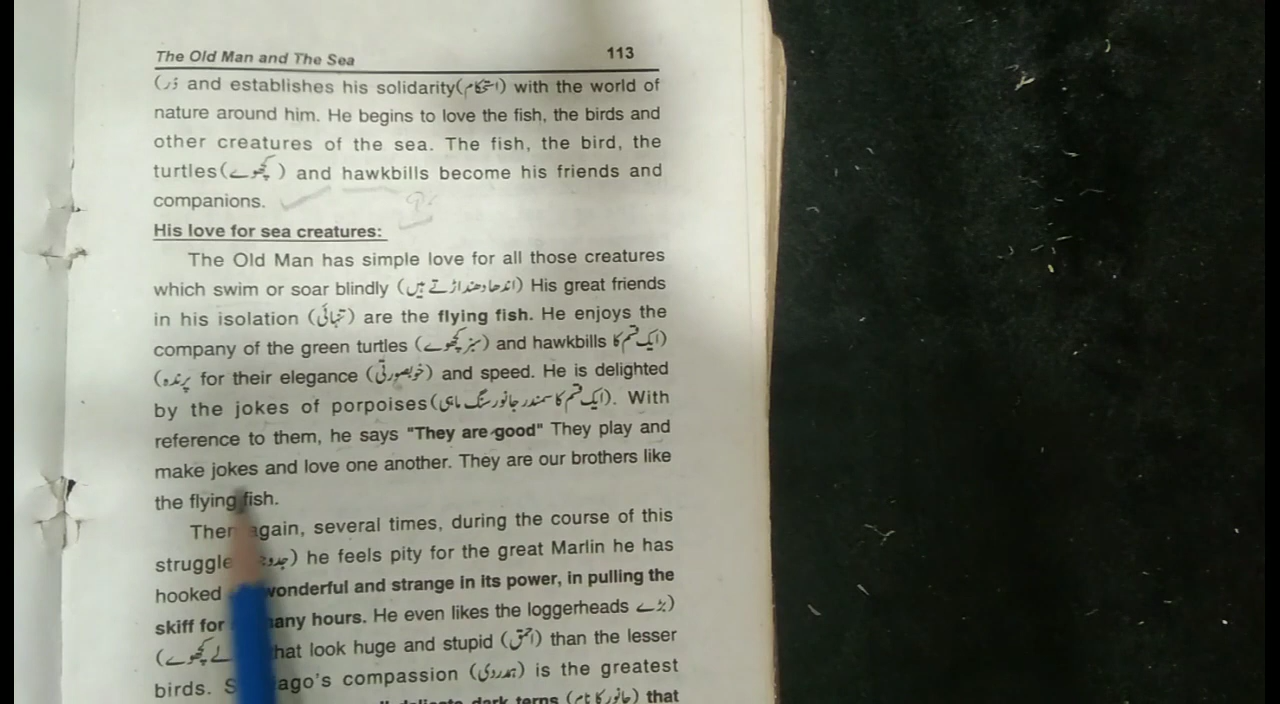 The Old Man and The Sea 113
(ڈر and establishes his solidarity(استحکام) with the world of
nature around him. He begins to love the fish, the birds and
other creatures of the sea. The fish, the bird, the
turtles(کچھوے) and hawkbills become his friends and
companions.
His love for sea creatures:
The Old Man has simple love for all those creatures
which swim or soar blindly (اندھا دھند اڑتے ہیں) His great friends
in his isolation (تنہائی) are the flying fish. He enjoys the
company of the green turtles (سبز کچھوے) and hawkbills ایک قسم کا)
(پرندہ for their elegance (خوبصورتی) and speed. He is delighted
by the jokes of porpoises(ایک قسم کا سمندر جانور سنگ ماہی). With
reference to them, he says "They are good" They play and
make jokes and love one another. They are our brothers like
the flying fish.
Then again, several times, during the course of this
struggle he feels pity for the great Marlin he has
hooked wonderful and strange in its power, in pulling the
skiff for many hours. He even likes the loggerheads بڑے)
(کچھوے that look huge and stupid (احمق) than the lesser
birds. Santiago's compassion (ہمدردی) is the greatest
delicate dark terns (جانور کا نام) that